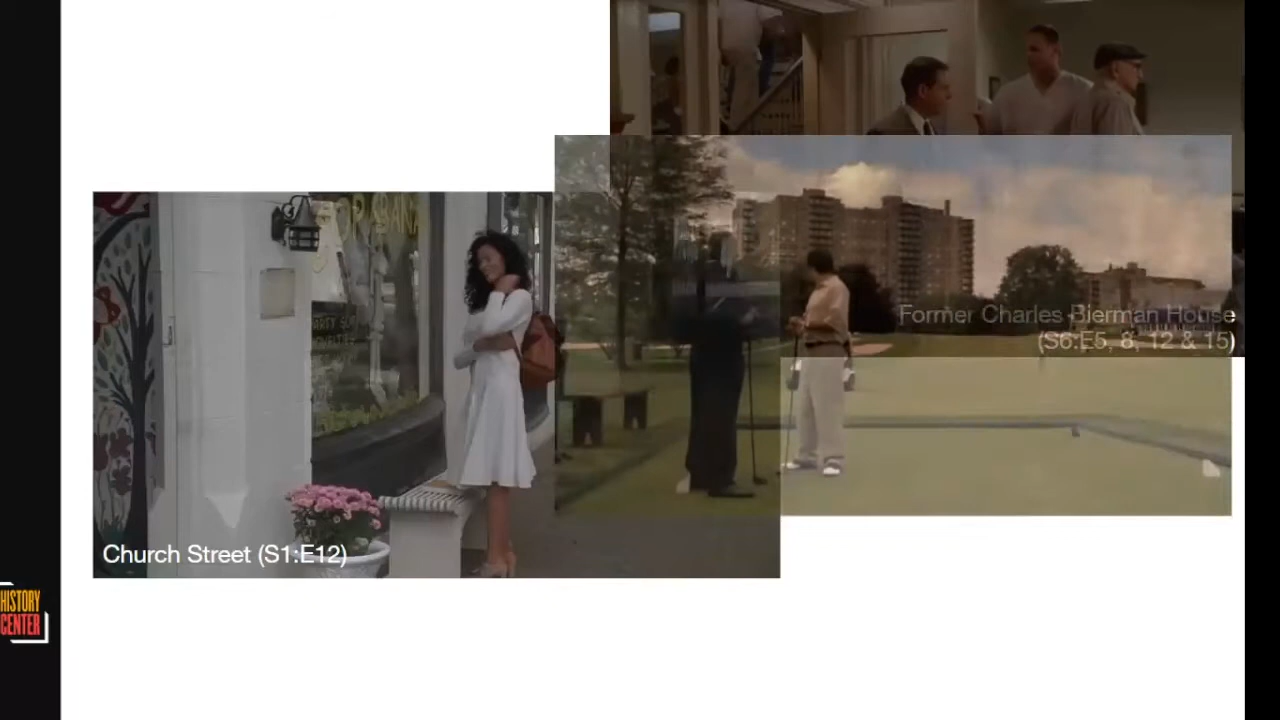 Former Charles Bierman House
(S6:E5, 8, 12 & 15)
Church Street (S1:E12)
HISTORY
CENTER